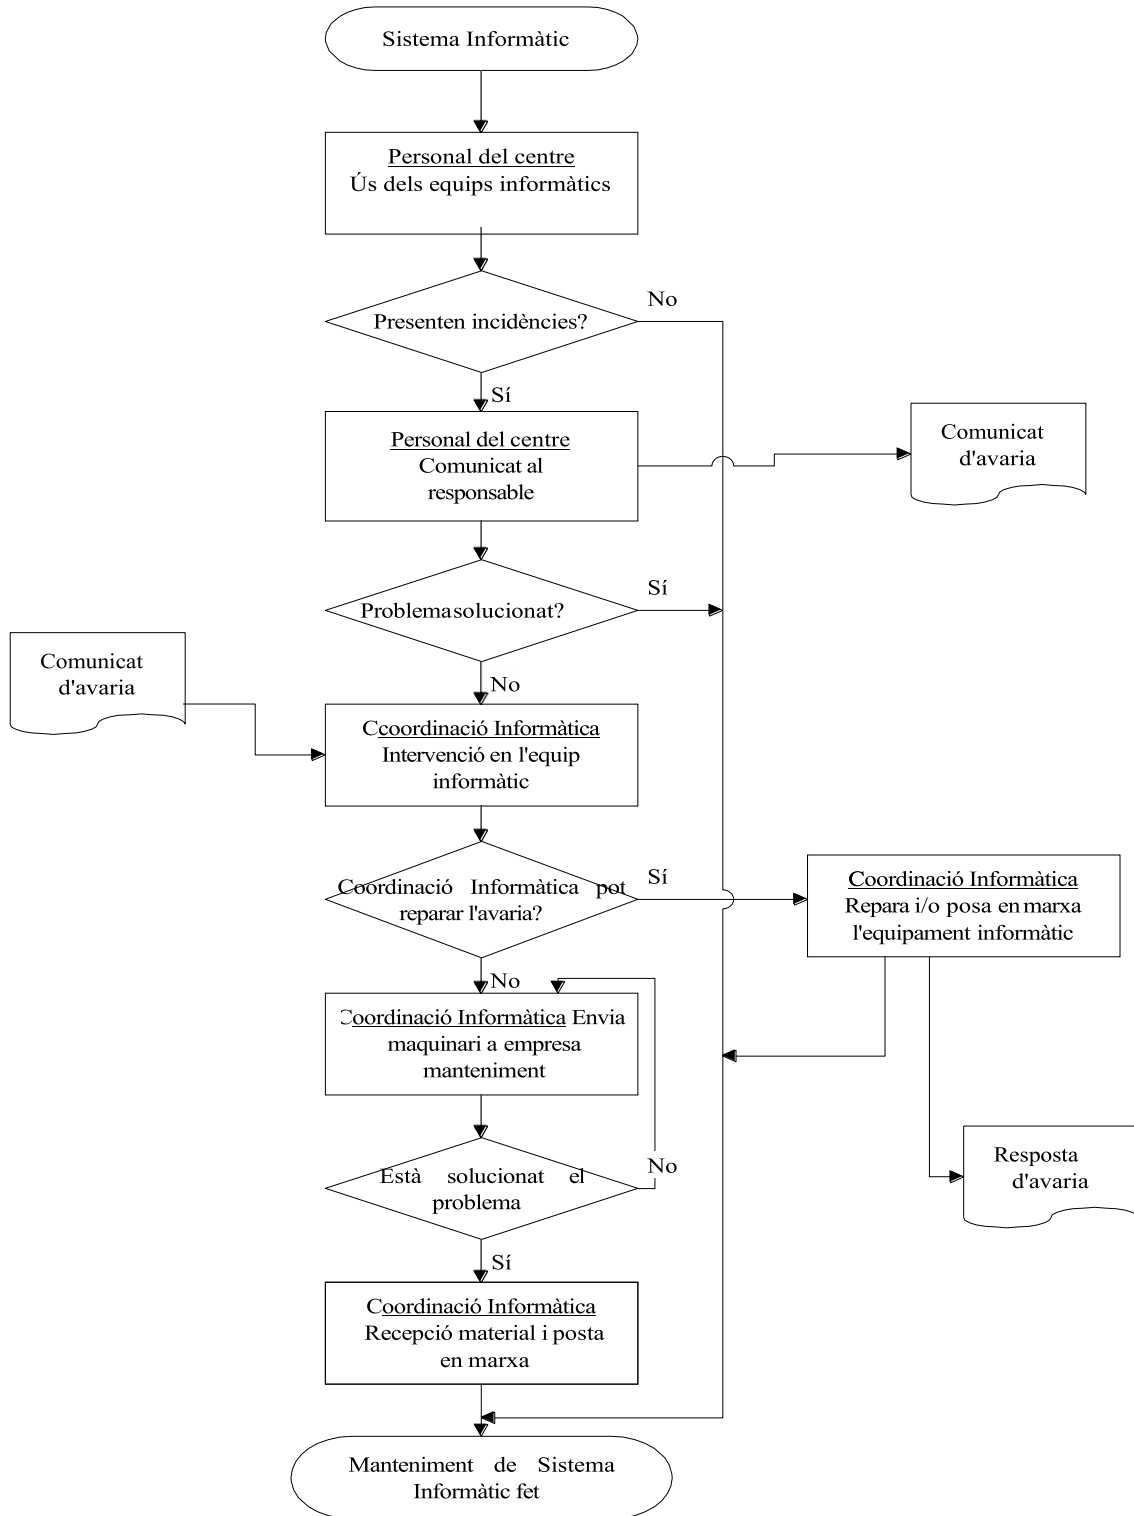 Sistema Informàtic
Personal del centre
Ús dels equips informàtics
No
Presenten incidències?
Sí
Personal del centre
Comunicat al
responsable
Comunicat
d'avaria
Sí
Problema solucionat?
Comunicat
d'avaria
No
Ccoordinació Informàtica
Intervenció en l'equip
informàtic
Coordinació Informàtica pot
reparar l'avaria?
Sí
Coordinació Informàtica
Repara i/o posa en marxa
l'equipament informàtic
No
Coordinació Informàtica Envia
maquinari a empresa
manteniment
Està solucionat el
problema
No
Resposta
d'avaria
Sí
Coordinació Informàtica
Recepció material i posta
en marxa
Manteniment de Sistema
Informàtic fet